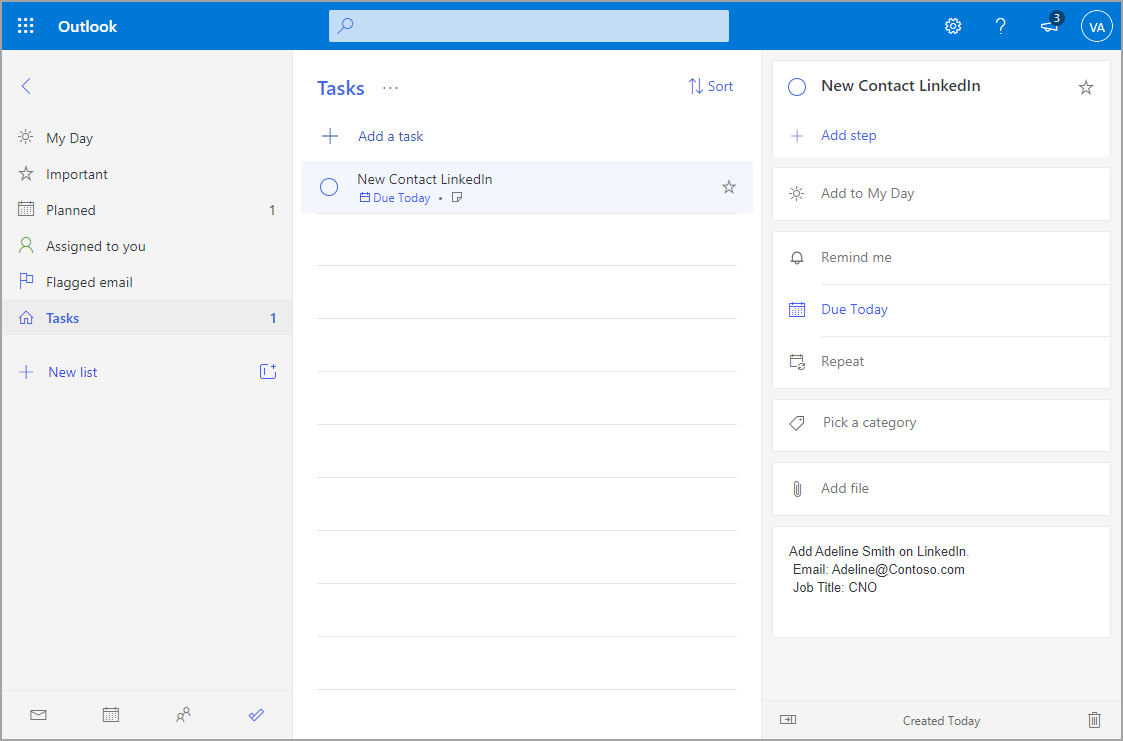 Outlook
3
VA
My Day
Important
Planned 1
Assigned to you
Flagged email
Tasks 1
New list
Tasks ...
Sort
Add a task
New Contact LinkedIn
Due Today •
New Contact LinkedIn
Add step
Add to My Day
Remind me
Due Today
Repeat
Pick a category
Add file
Add Adeline Smith on LinkedIn.
Email: Adeline@Contoso.com
Job Title: CNO
Created Today